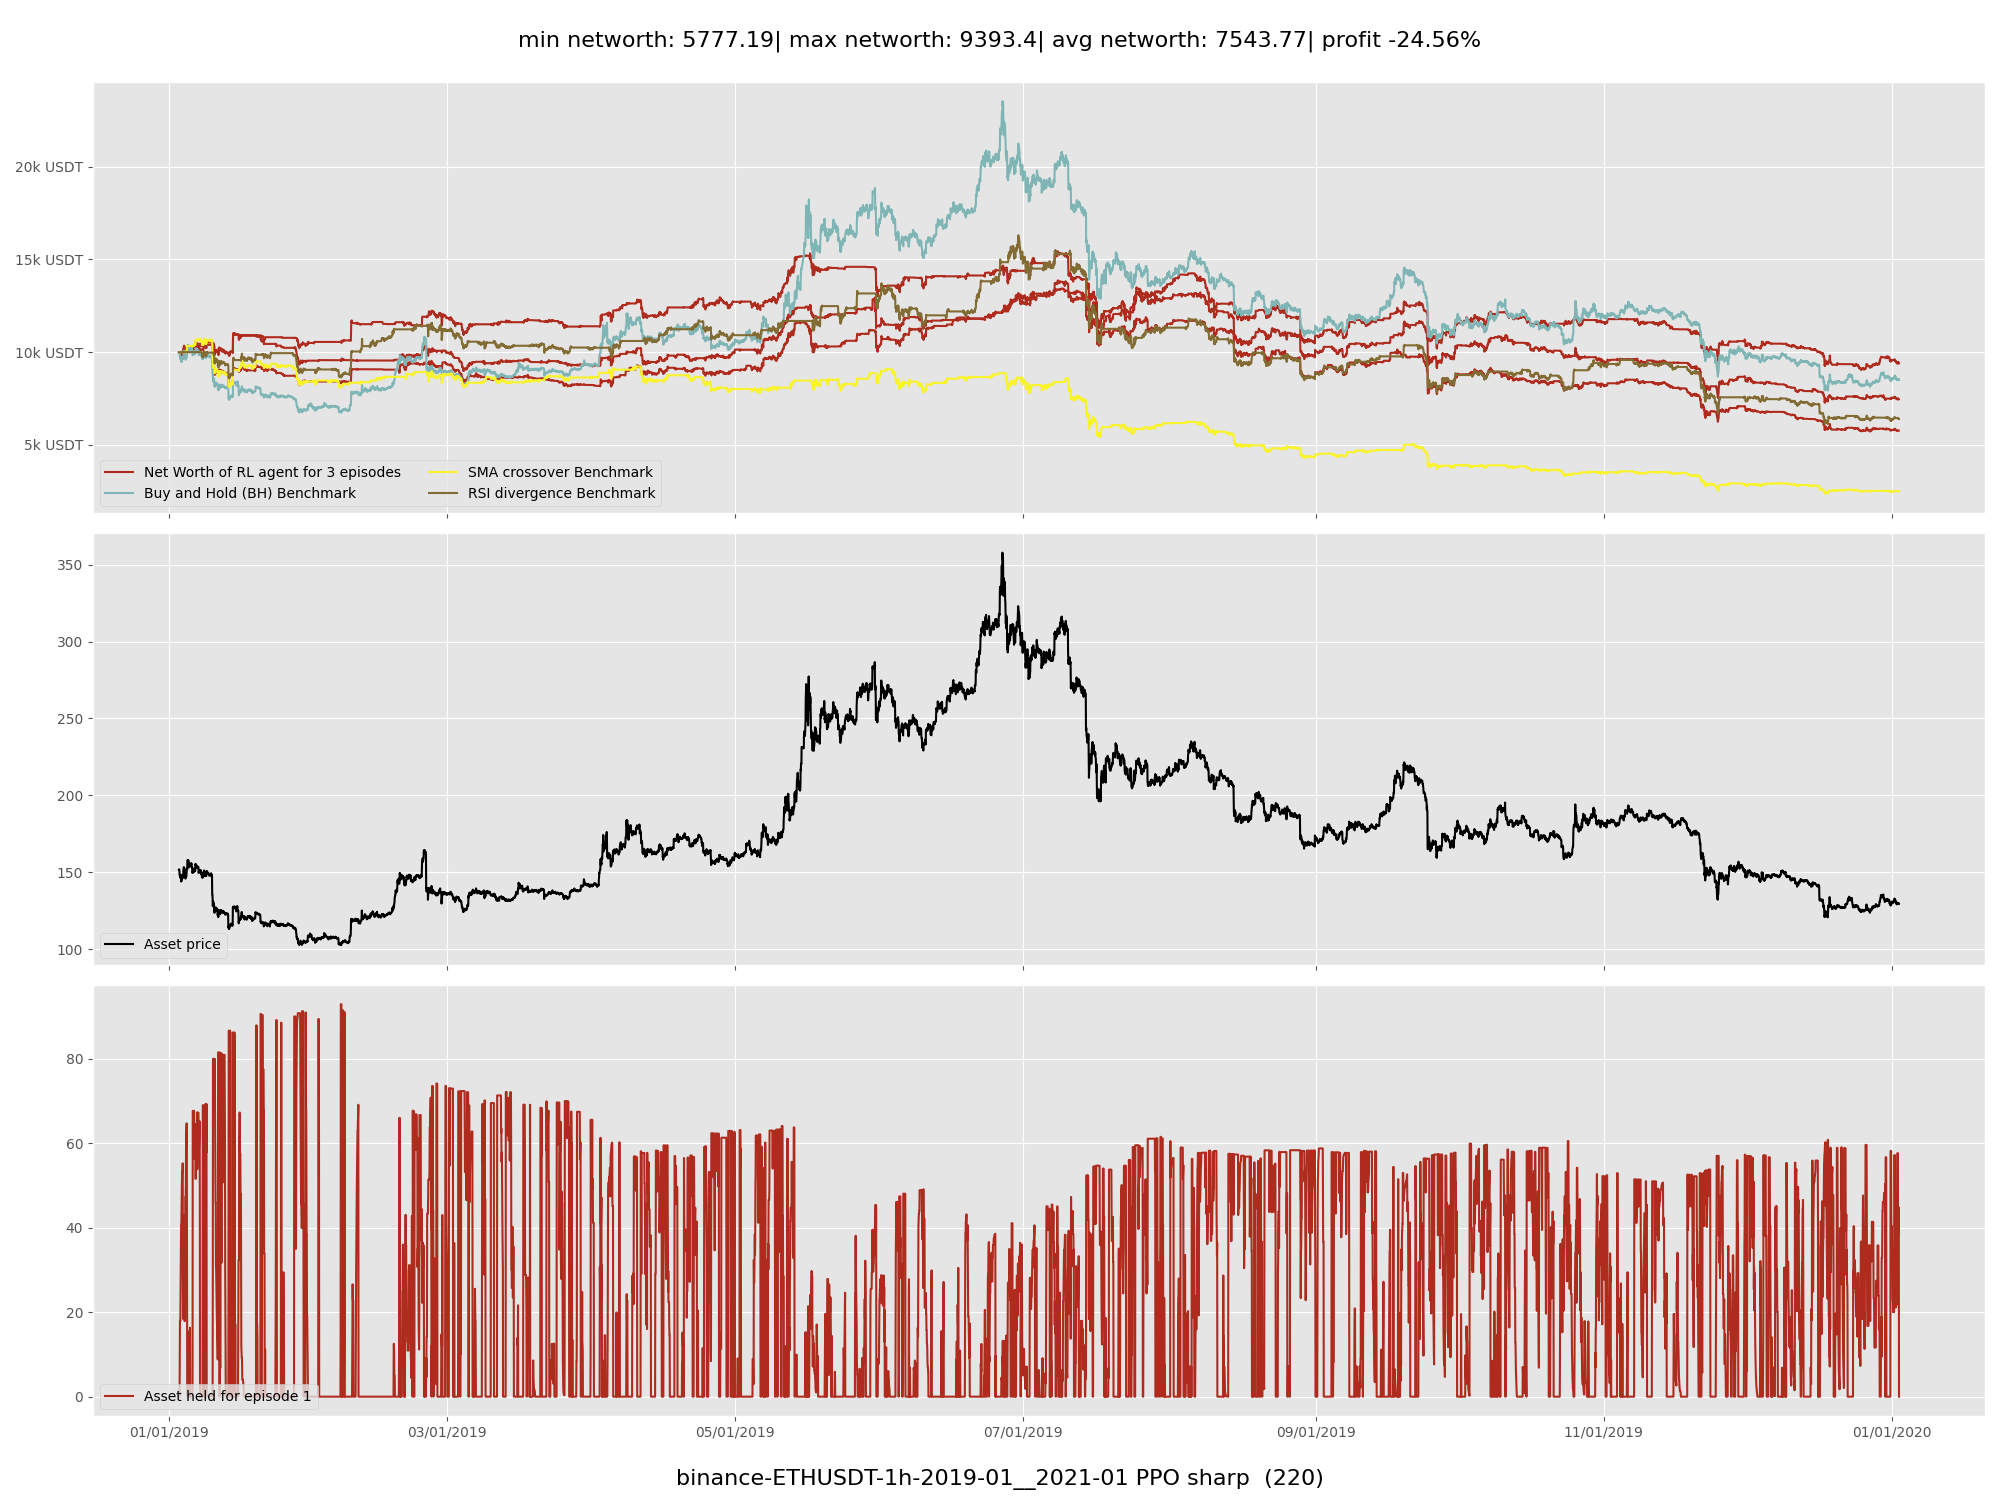 min networth: 5777.19| max networth: 9393.4| avg networth: 7543.77| profit -24.56%
20k USDT
15k USDT
10k USDT
5k USDT
Net Worth of RL agent for 3 episodes
Buy and Hold (BH) Benchmark
SMA crossover Benchmark
RSI divergence Benchmark
350
300
250
200
150
100
Asset price
80
60
40
20
0
Asset held for episode 1
01/01/2019 03/01/2019 05/01/2019 07/01/2019 09/01/2019 11/01/2019 01/01/2020
binance-ETHUSDT-1h-2019-01__2021-01 PPO sharp (220)